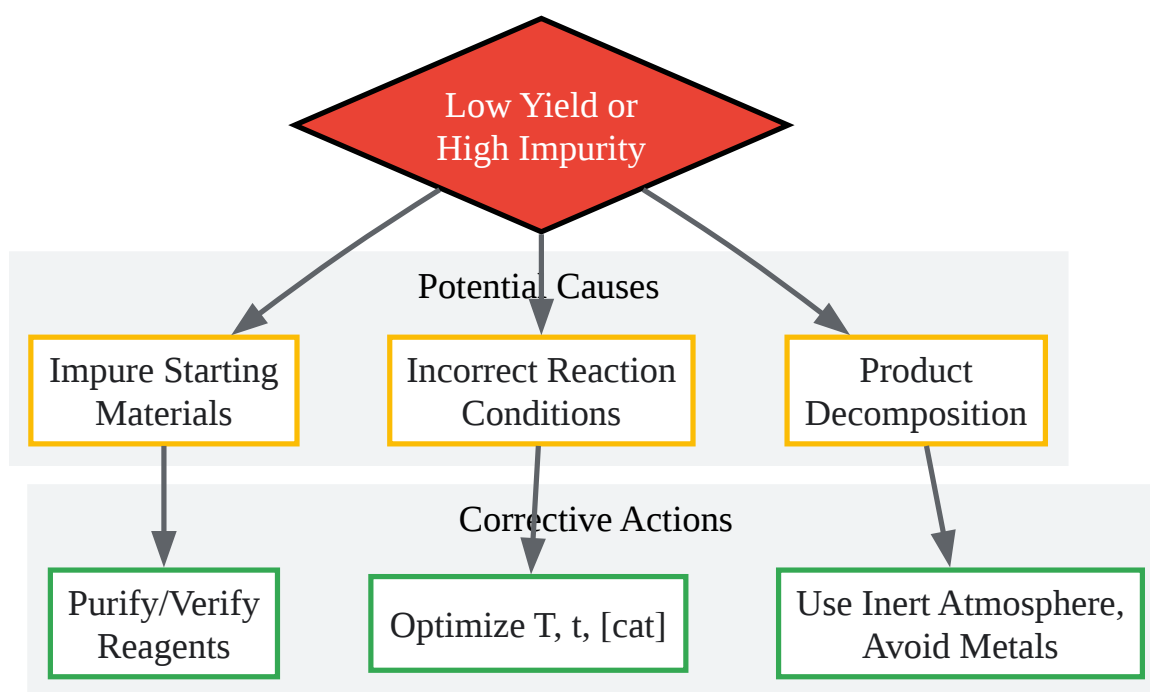 Low Yield or
High Impurity
Potential Causes
Impure Starting
Materials
Incorrect Reaction
Conditions
Product
Decomposition
Corrective Actions
Purify/Verify
Reagents
Optimize T, t, [cat]
Use Inert Atmosphere,
Avoid Metals